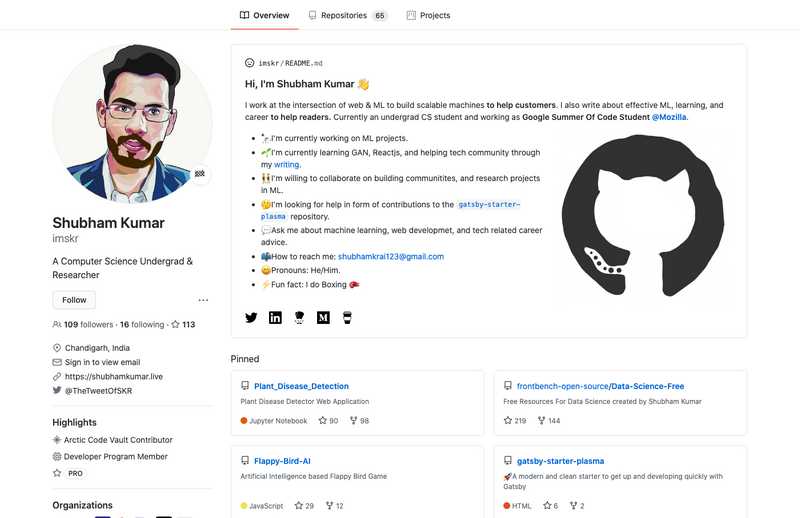 Overview Repositories 65 Projects
Shubham Kumar
imskr
A Computer Science Undergrad &
Researcher
Follow
109 followers · 16 following · 113
Chandigarh, India
Sign in to view email
https://shubhamkumar.live
@TheTweetOfSKR
Highlights
Arctic Code Vault Contributor
Developer Program Member
PRO
Organizations
imskr/README.md
Hi, I'm Shubham Kumar 👋
I work at the intersection of web & ML to build scalable machines to help customers. I also write about effective ML, learning, and
career to help readers. Currently an undergrad CS student and working as Google Summer Of Code Student @Mozilla.
I'm currently working on ML projects.
🌱I'm currently learning GAN, Reactjs, and helping tech community through
my writing.
I'm willing to collaborate on building communitites, and research projects
in ML.
🤔I'm looking for help in form of contributions to the gatsby-starter-
plasma repository.
💬Ask me about machine learning, web developmet, and tech related career
advice.
📫How to reach me: shubhamkrai123@gmail.com
😄Pronouns: He/Him.
⚡Fun fact: I do Boxing 🥊
Pinned
Plant_Disease_Detection
Plant Disease Detector Web Application
Jupyter Notebook 90 98
frontbench-open-source/Data-Science-Free
Free Resources For Data Science created by Shubham Kumar
219 144
Flappy-Bird-AI
Artificial Intelligence based Flappy Bird Game
JavaScript 29 12
gatsby-starter-plasma
🚀A modern and clean starter to get up and developing quickly with
Gatsby
HTML 6 2